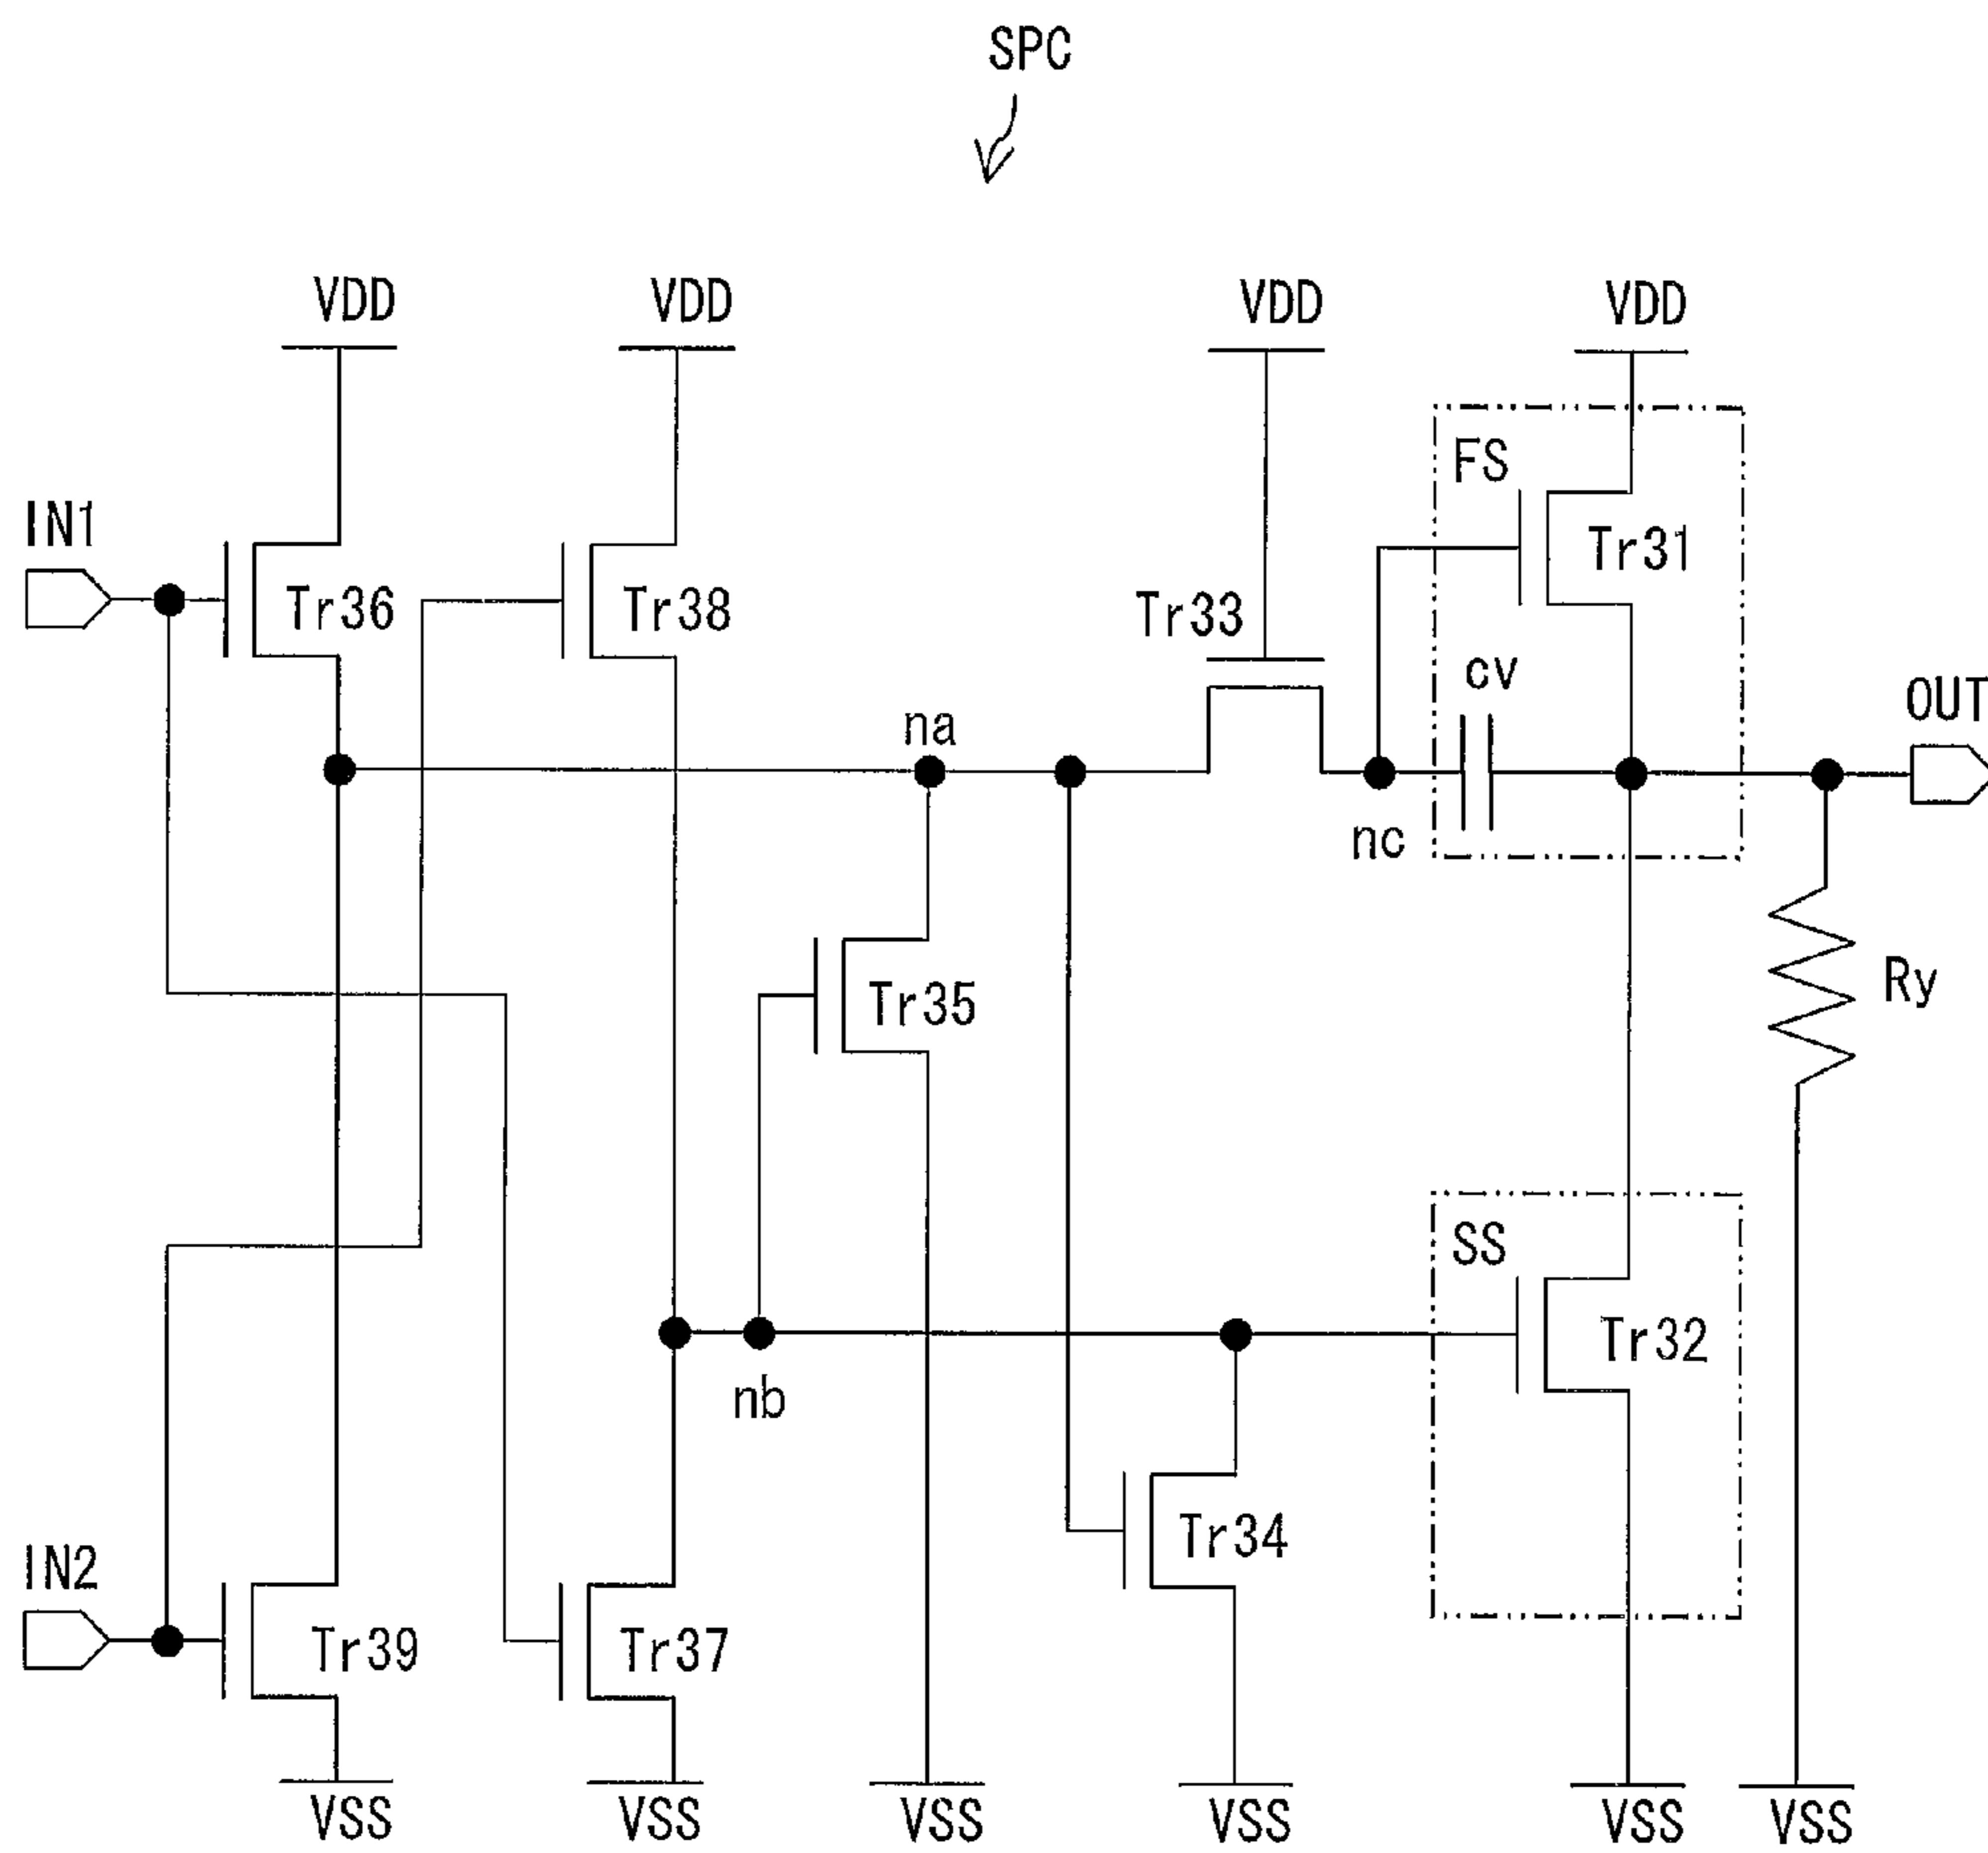 SPC
VDD
VDD
VDD
VDD
FS
IN1
Tr36
Tr38
Tr33
Tr31
cv
OUT
na
nc
Tr35
Ry
SS
nb
Tr32
Tr34
IN2
Tr39
Tr37
VSS
VSS
VSS
VSS
VSS
VSS